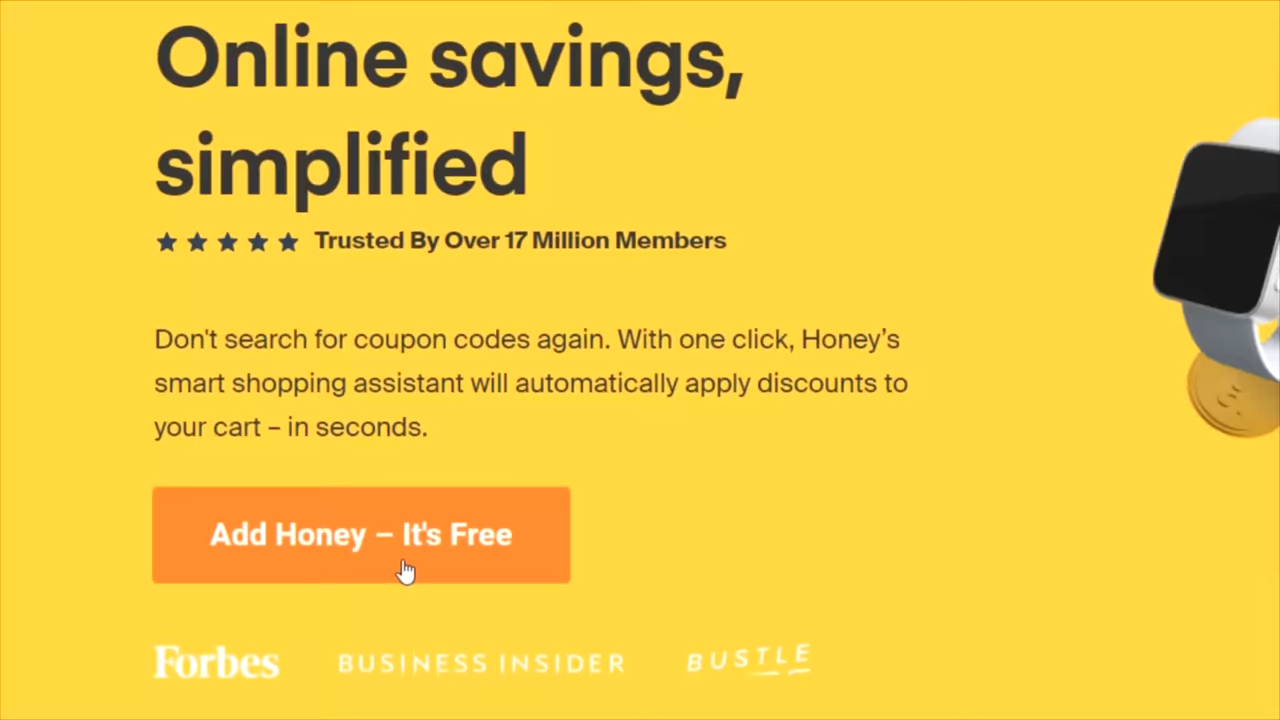 Online savings,
simplified
Trusted By Over 17 Million Members
Don't search for coupon codes again. With one click, Honey’s
smart shopping assistant will automatically apply discounts to
your cart – in seconds.
Add Honey – It's Free
Forbes BUSINESS INSIDER BUSTLE